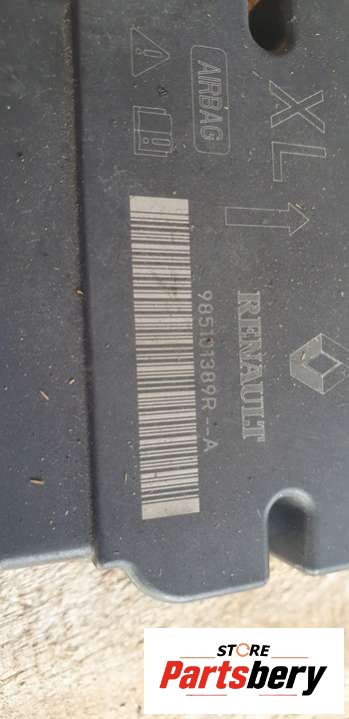 AIRBAG
XL
RENAULT
985101389R--A
STORE
Partsbery